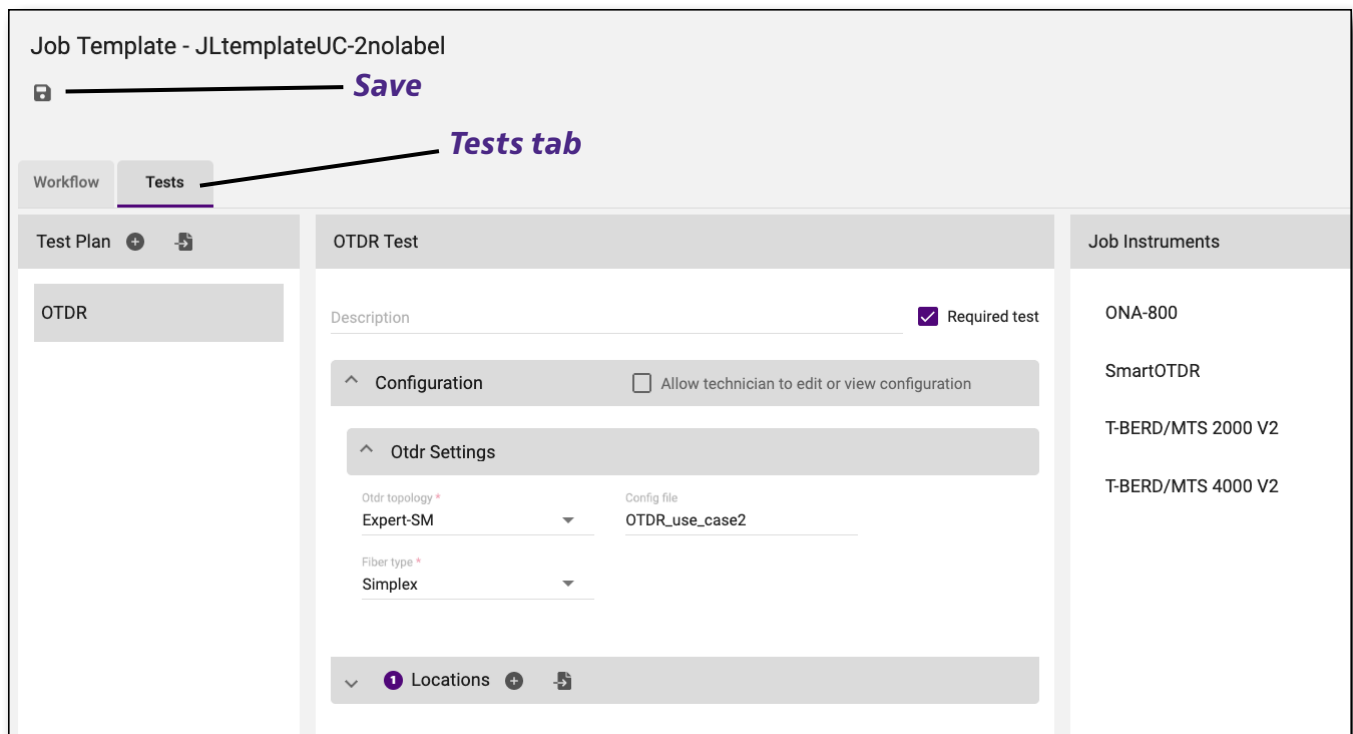 Job Template - JLtemplateUC-2nolabel
Save
Tests tab
Workflow
Tests
Test Plan
OTDR
OTDR Test
Description
Required test
Configuration
Allow technician to edit or view configuration
Otdr Settings
Otdr topology *
Config file
Expert-SM
OTDR_use_case2
Fiber type *
Simplex
1 Locations
Job Instruments
ONA-800
SmartOTDR
T-BERD/MTS 2000 V2
T-BERD/MTS 4000 V2